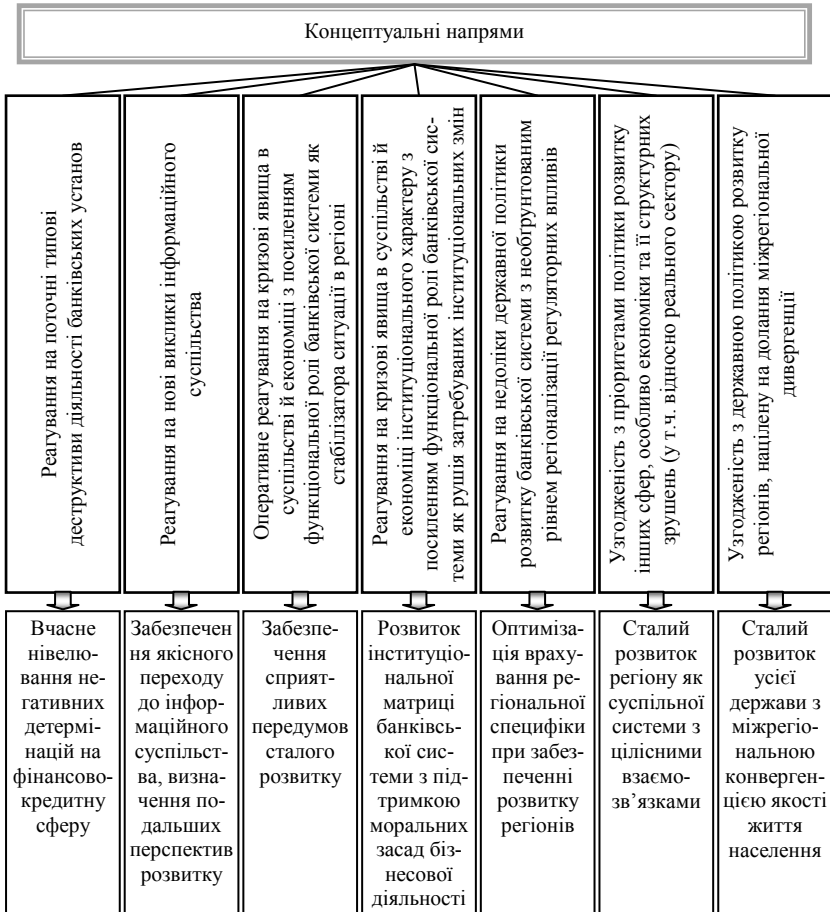 Концептуальні напрями
Реагування на поточні типові
деструктиви діяльності банківських установ
Реагування на нові виклики інформаційного
суспільства
Оперативне реагування на кризові явища в
суспільстві й економіці з посиленням
функціональної ролі банківської системи як
стабілізатора ситуації в регіоні
Реагування на кризові явища в суспільстві й
економіці інституціонального характеру з
посиленням функціональної ролі банківської сис-
теми як рушія затребуваних інституціональних змін
Реагування на недоліки державної політики
розвитку банківської системи з необґрунтованим
рівнем регіоналізації регуляторних впливів
Узгодженість з пріоритетами політики розвитку
інших сфер, особливо економіки та її структурних
зрушень (у т.ч. відносно реального сектору)
Узгодженість з державною політикою розвитку
регіонів, націлену на долання міжрегіональної
дивергенції
Вчасне
нівелю-
вання не-
гативних
детермі-
націй на
фінансово-
кредитну
сферу
Забезпечен
ня якісного
переходу
до інфор-
маційного
суспільст-
ва, визна-
чення по-
дальших
перспектив
розвитку
Забезпе-
чення
сприят-
ливих
передумов
сталого
розвитку
Розвиток
інституціо-
нальної
матриці
банківсь-
кої сис-
теми з під-
тримкою
моральних
засад біз-
несової
діяльності
Оптиміза-
ція враху-
вання ре-
гіональної
специфіки
при забез-
печенні
розвитку
регіонів
Сталий
розвиток
регіону як
суспільної
системи з
цілісними
взаємо-
зв’язками
Сталий
розвиток
усієї
держави з
міжрегіо-
нальною
конверген-
цією якості
життя
населення